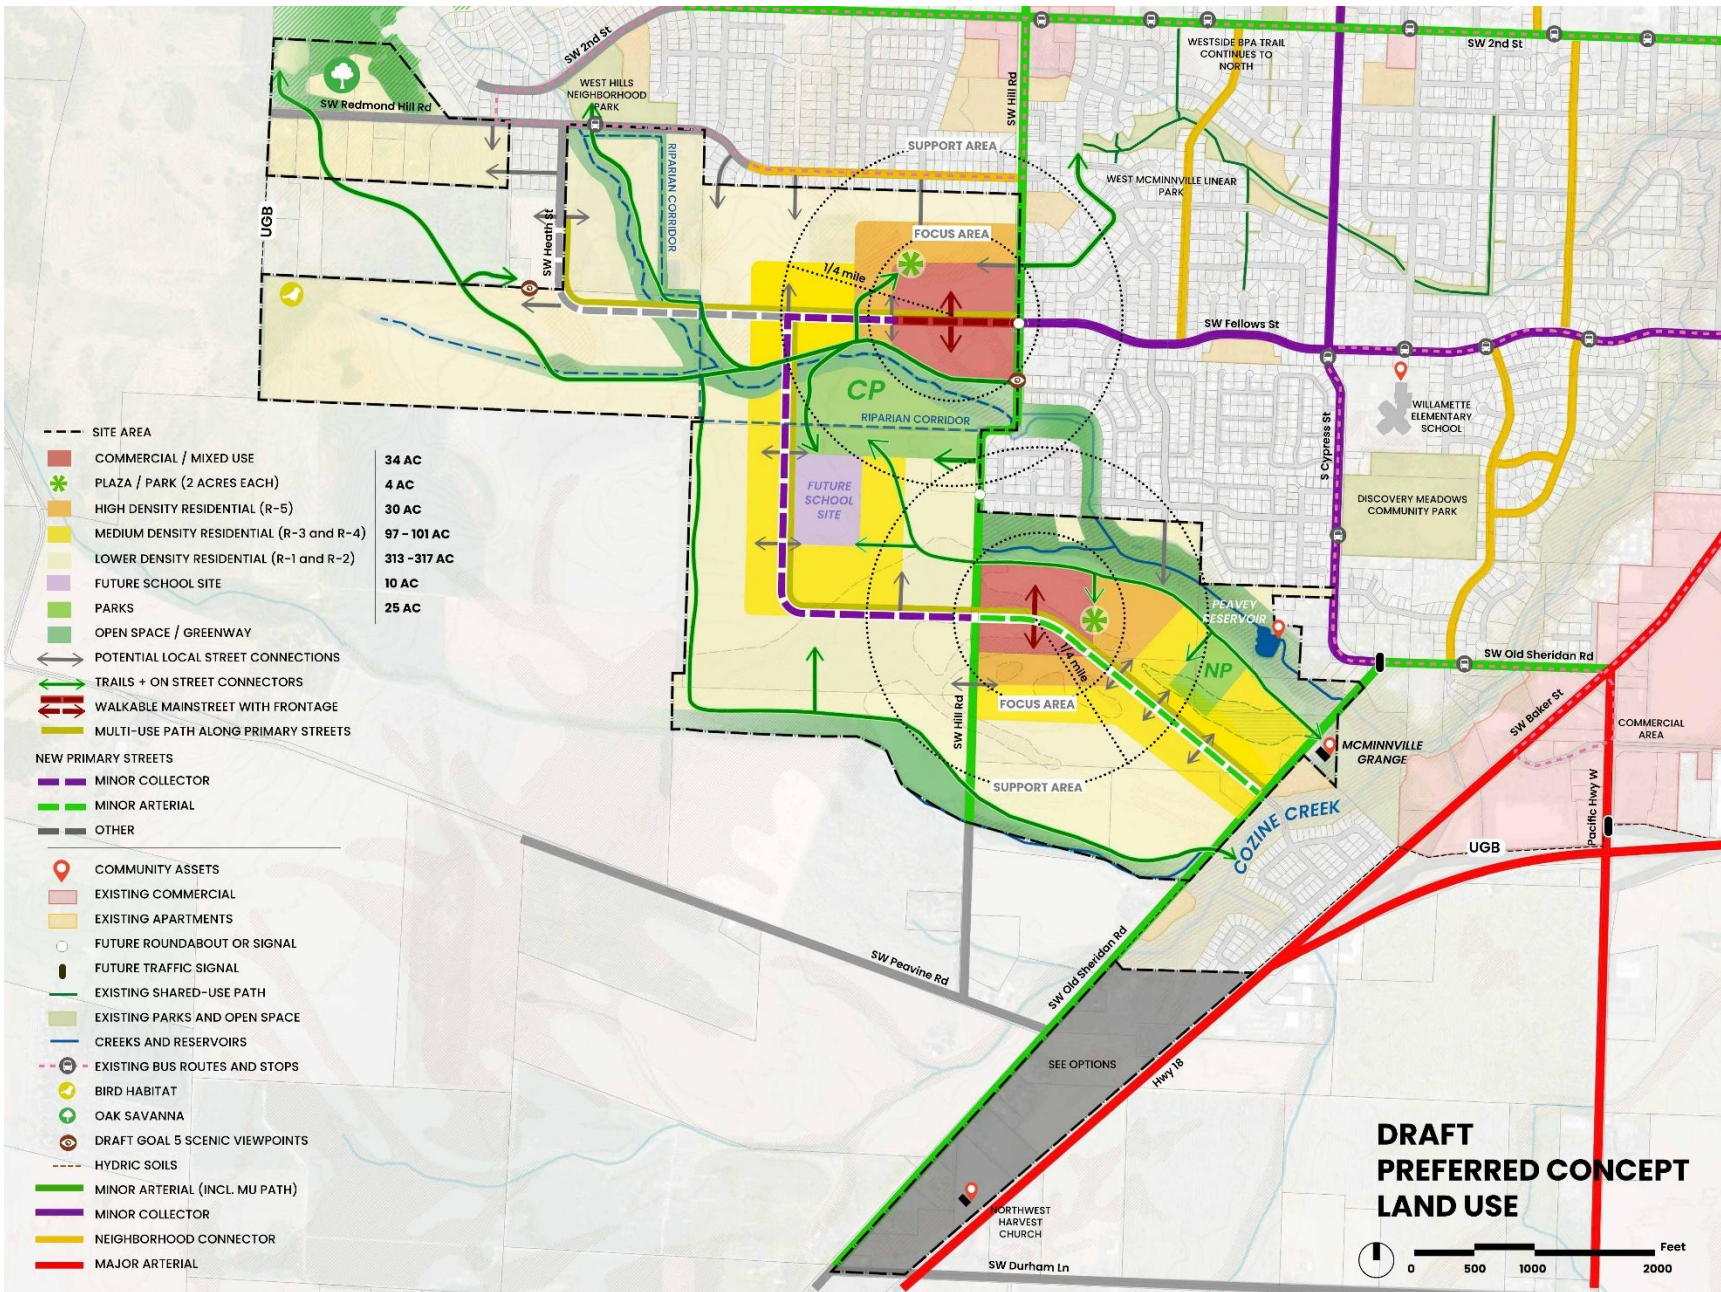 SW 2nd St
SW 2nd St
WESTSIDE BPA TRAIL
CONTINUES TO
NORTH
WEST HILLS
NEIGHBORHOOD
PARK
SW Redmond Hill Rd
SW Hill Rd
SUPPORT AREA
WEST MCMINNVILLE LINEAR
PARK
RIPARIAN CORRIDOR
UGB
SW Heath St
FOCUS AREA
1/4 mile
SW Fellows St
CP
RIPARIAN CORRIDOR
S Cypress St
WILLAMETTE
ELEMENTARY
SCHOOL
FUTURE
SCHOOL
SITE
DISCOVERY MEADOWS
COMMUNITY PARK
PEAVEY
RESERVOIR
1/4 mile
NP
SW Old Sheridan Rd
SW Hill Rd
FOCUS AREA
SW Baker St
COMMERCIAL
AREA
MCMINNVILLE
GRANGE
SUPPORT AREA
COZINE CREEK
Pacific Hwy W
UGB
SW Peavine Rd
SW Old Sheridan Rd
SEE OPTIONS
Hwy 18
NORTHWEST
HARVEST
CHURCH
SW Durham Ln
SITE AREA
COMMERCIAL / MIXED USE 34 AC
PLAZA / PARK (2 ACRES EACH) 4 AC
HIGH DENSITY RESIDENTIAL (R-5) 30 AC
MEDIUM DENSITY RESIDENTIAL (R-3 and R-4) 97 - 101 AC
LOWER DENSITY RESIDENTIAL (R-1 and R-2) 313 -317 AC
FUTURE SCHOOL SITE 10 AC
PARKS 25 AC
OPEN SPACE / GREENWAY
POTENTIAL LOCAL STREET CONNECTIONS
TRAILS + ON STREET CONNECTORS
WALKABLE MAINSTREET WITH FRONTAGE
MULTI-USE PATH ALONG PRIMARY STREETS
NEW PRIMARY STREETS
MINOR COLLECTOR
MINOR ARTERIAL
OTHER
COMMUNITY ASSETS
EXISTING COMMERCIAL
EXISTING APARTMENTS
FUTURE ROUNDABOUT OR SIGNAL
FUTURE TRAFFIC SIGNAL
EXISTING SHARED-USE PATH
EXISTING PARKS AND OPEN SPACE
CREEKS AND RESERVOIRS
EXISTING BUS ROUTES AND STOPS
BIRD HABITAT
OAK SAVANNA
DRAFT GOAL 5 SCENIC VIEWPOINTS
HYDRIC SOILS
MINOR ARTERIAL (INCL. MU PATH)
MINOR COLLECTOR
NEIGHBORHOOD CONNECTOR
MAJOR ARTERIAL
DRAFT
PREFERRED CONCEPT
LAND USE
Feet
0 500 1000 2000